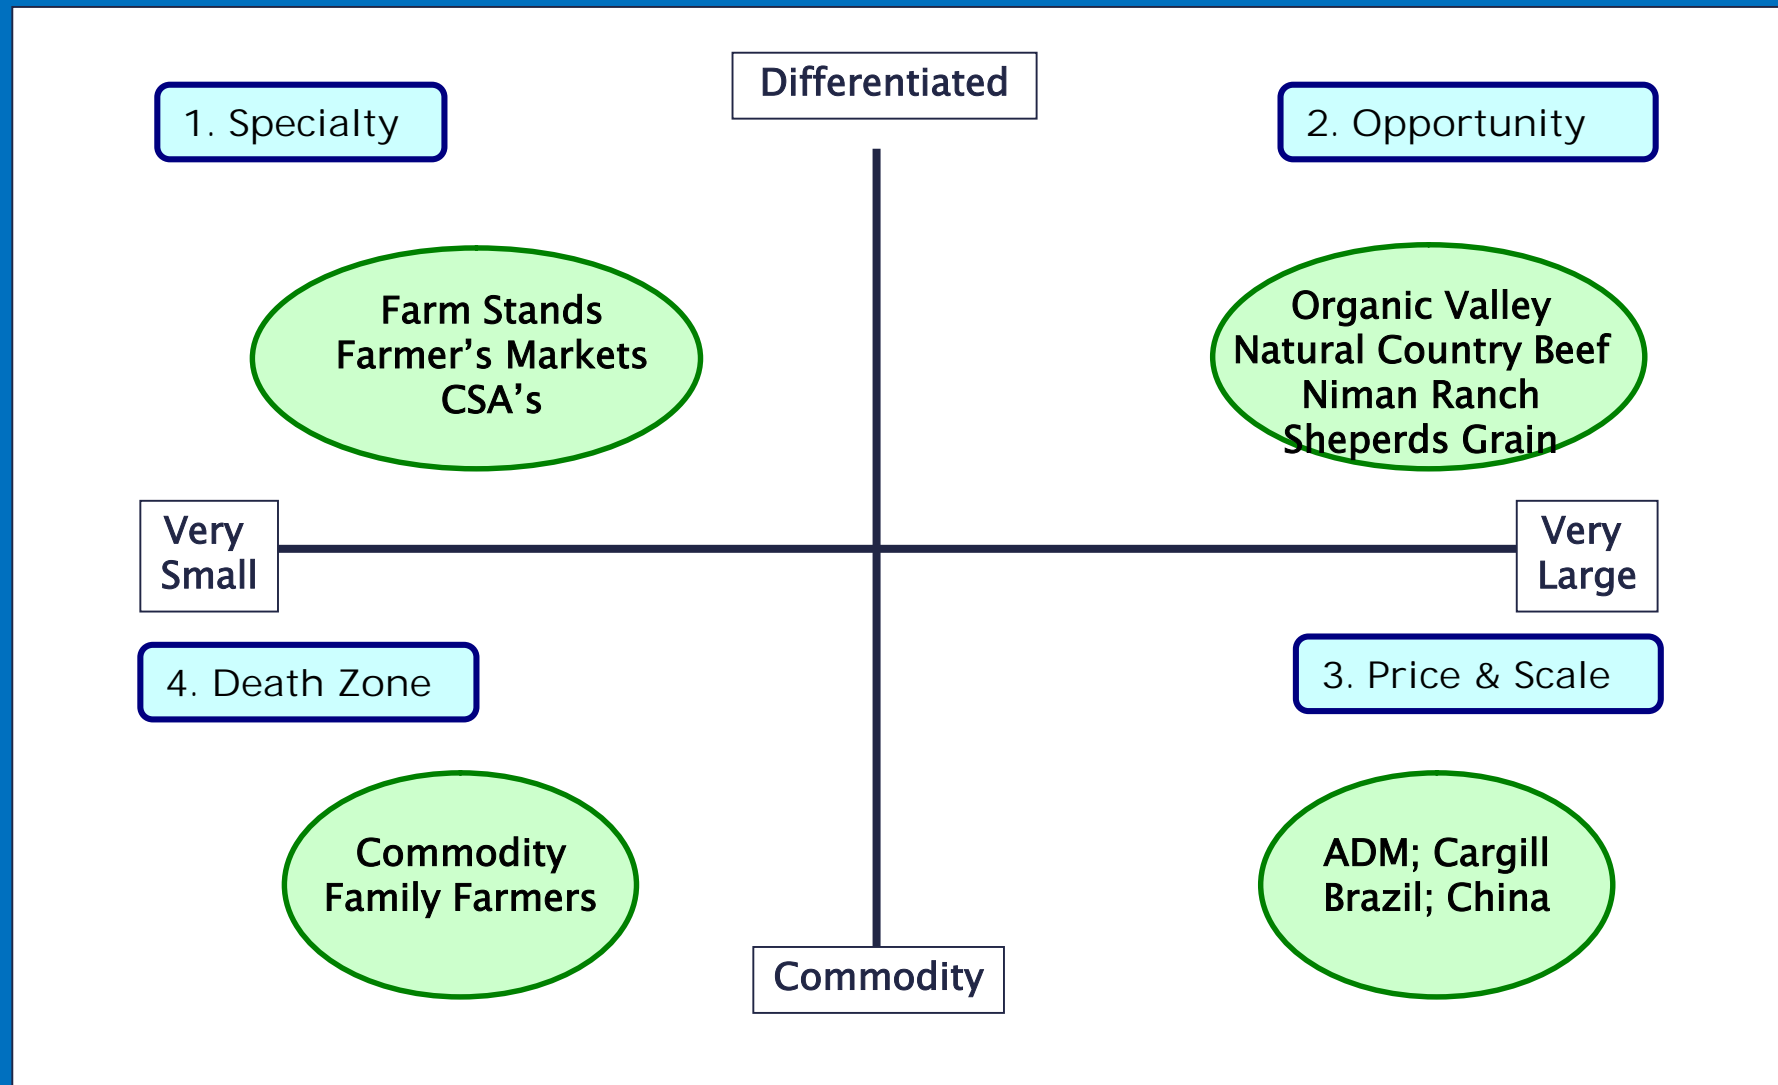 Differentiated
1. Specialty
2. Opportunity
Farm Stands
Farmer’s Markets
CSA’s
Organic Valley
Natural Country Beef
Niman Ranch
Sheperds Grain
Very
Small
Very
Large
4. Death Zone
3. Price & Scale
Commodity
Family Farmers
ADM; Cargill
Brazil; China
Commodity